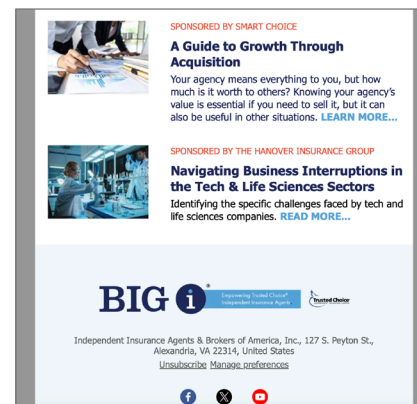 SPONSORED BY SMART CHOICE
A Guide to Growth Through
Acquisition
Your agency means everything to you, but how
much is it worth to others? Knowing your agency's
value is essential if you need to sell it, but it can
also be useful in other situations. LEARN MORE...
SPONSORED BY THE HANOVER INSURANCE GROUP
Navigating Business Interruptions in
the Tech & Life Sciences Sectors
Identifying the specific challenges faced by tech and
life sciences companies. READ MORE...
BIG i®
Empowering Trusted Choice®
Independent Insurance Agents
Trusted Choice
Independent Insurance Agents & Brokers of America, Inc., 127 S. Peyton St.,
Alexandria, VA 22314, United States
Unsubscribe Manage preferences